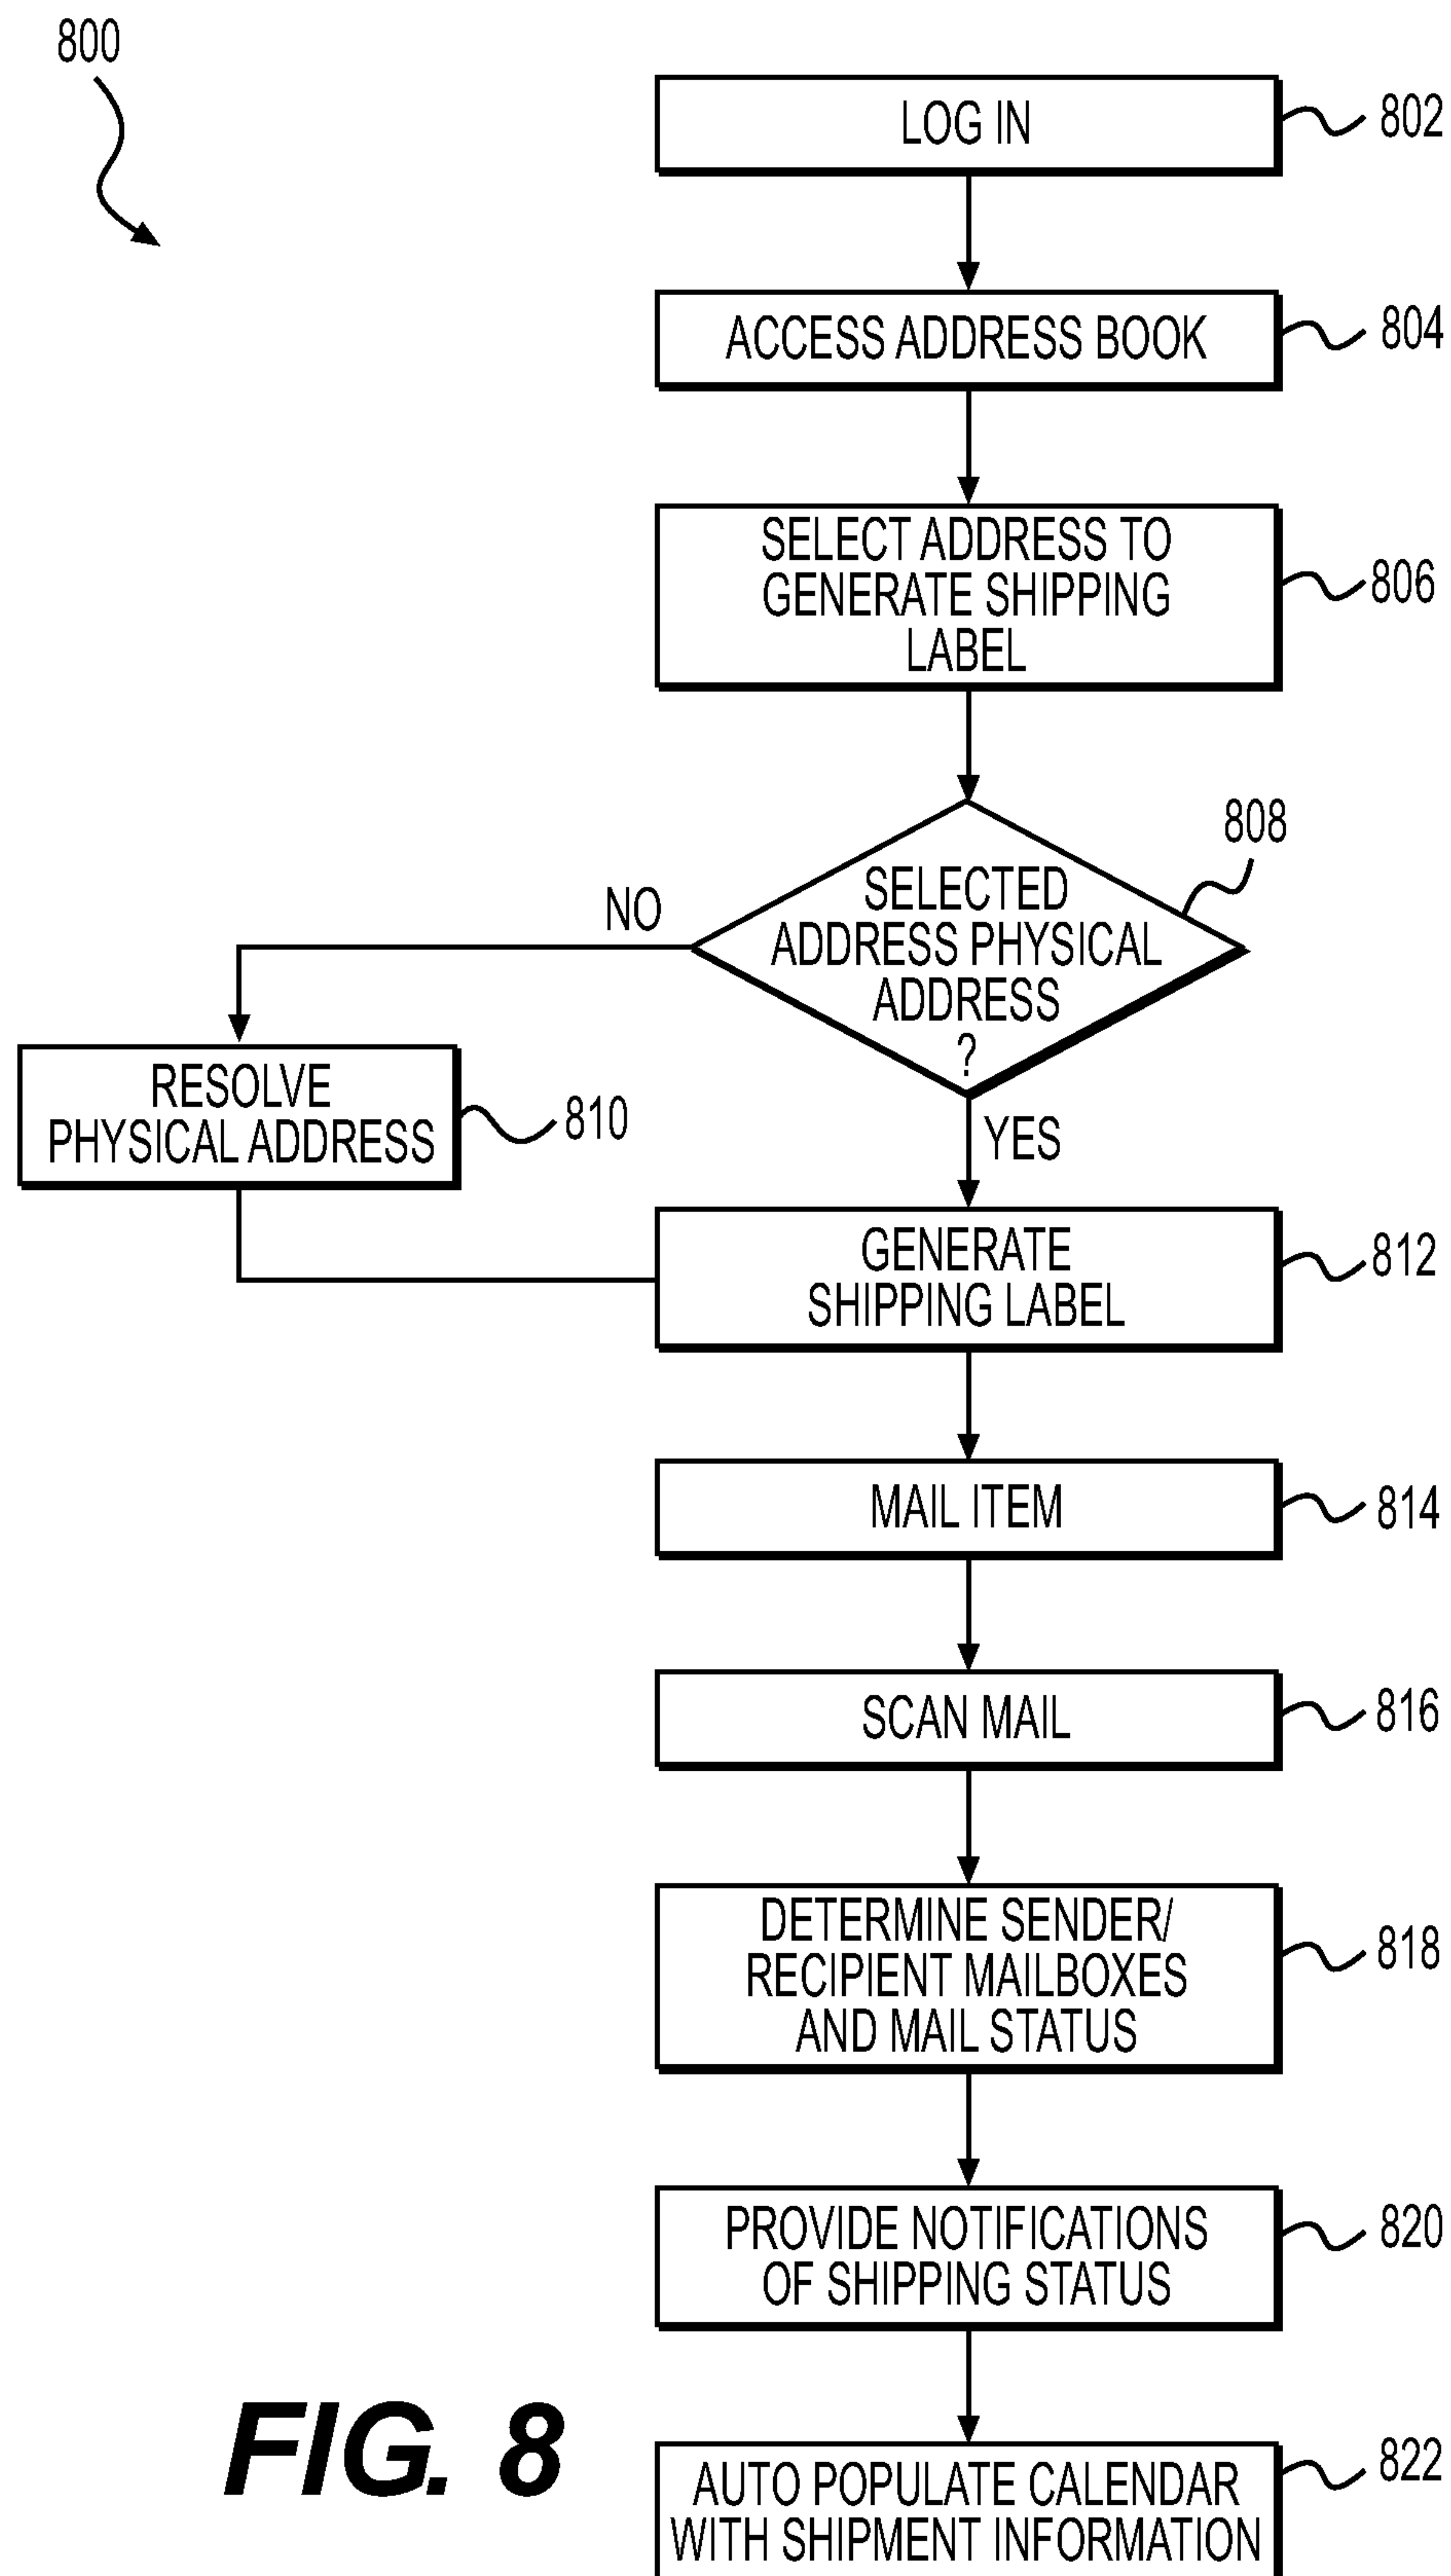 800
LOG IN
802
ACCESS ADDRESS BOOK
804
SELECT ADDRESS TO
GENERATE SHIPPING
LABEL
806
808
SELECTED
ADDRESS PHYSICAL
ADDRESS
?
NO
RESOLVE
PHYSICAL ADDRESS
810
YES
GENERATE
SHIPPING LABEL
812
MAIL ITEM
814
SCAN MAIL
816
DETERMINE SENDER/
RECIPIENT MAILBOXES
AND MAIL STATUS
818
PROVIDE NOTIFICATIONS
OF SHIPPING STATUS
820
AUTO POPULATE CALENDAR
WITH SHIPMENT INFORMATION
822
FIG. 8